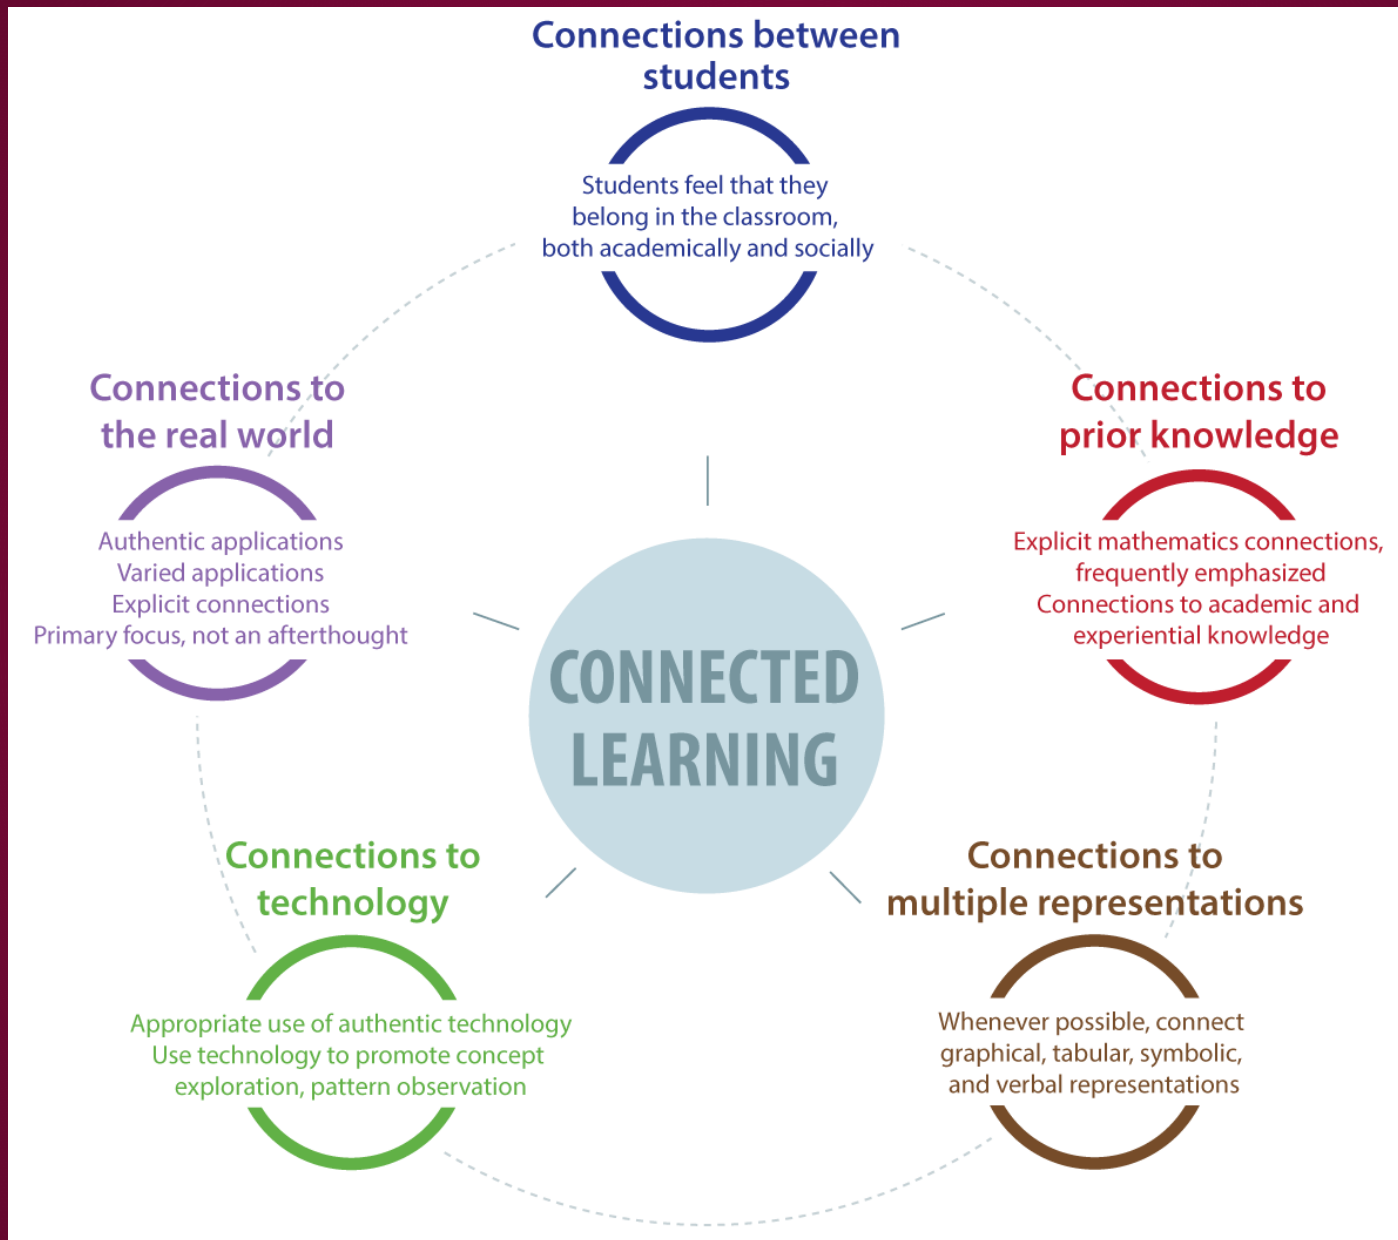 Connections between
students
Students feel that they
belong in the classroom,
both academically and socially
Connections to
the real world
Authentic applications
Varied applications
Explicit connections
Primary focus, not an afterthought
Connections to
prior knowledge
Explicit mathematics connections,
frequently emphasized
Connections to academic and
experiential knowledge
CONNECTED
LEARNING
Connections to
technology
Appropriate use of authentic technology
Use technology to promote concept
exploration, pattern observation
Connections to
multiple representations
Whenever possible, connect
graphical, tabular, symbolic,
and verbal representations